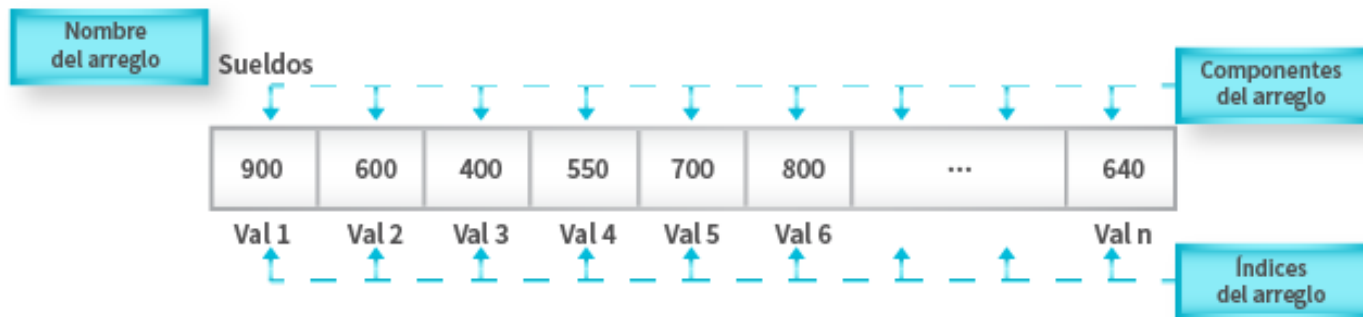 Nombre
del arreglo
Sueldos
Componentes
del arreglo
900 600 400 550 700 800 ... 640
Val 1 Val 2 Val 3 Val 4 Val 5 Val 6 Val n
Índices
del arreglo